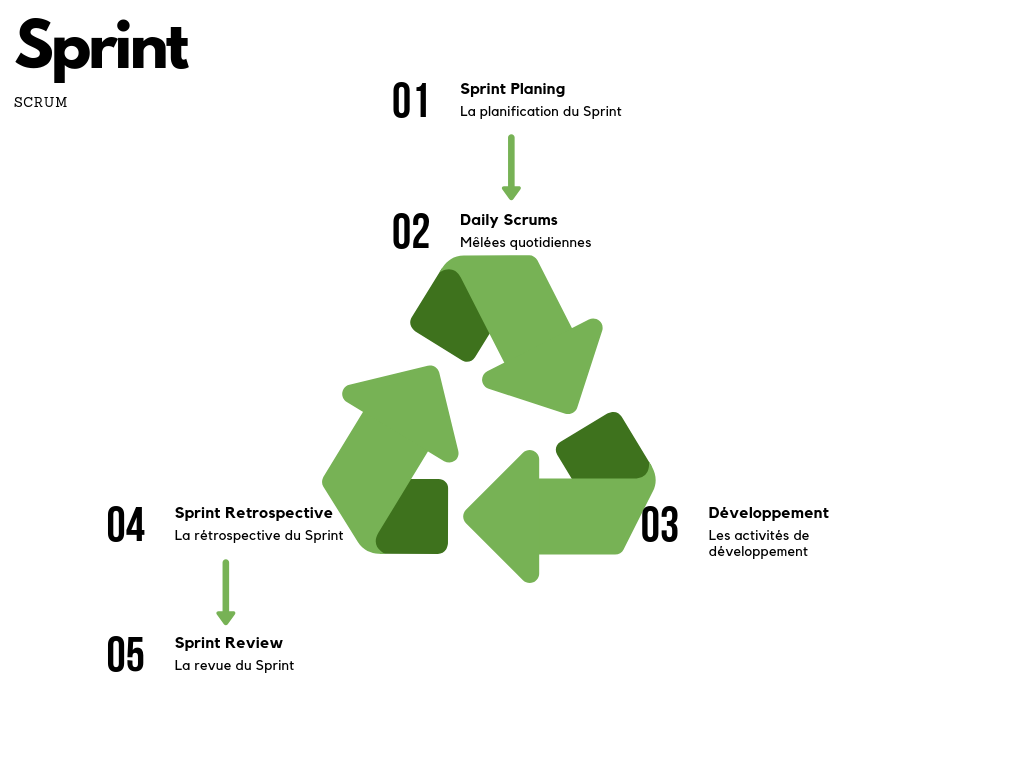 Sprint
SCRUM
01
Sprint Planing
La planification du Sprint
02
Daily Scrums
Mêlées quotidiennes
03
Développement
Les activités de
développement
04
Sprint Retrospective
La rétrospective du Sprint
05
Sprint Review
La revue du Sprint